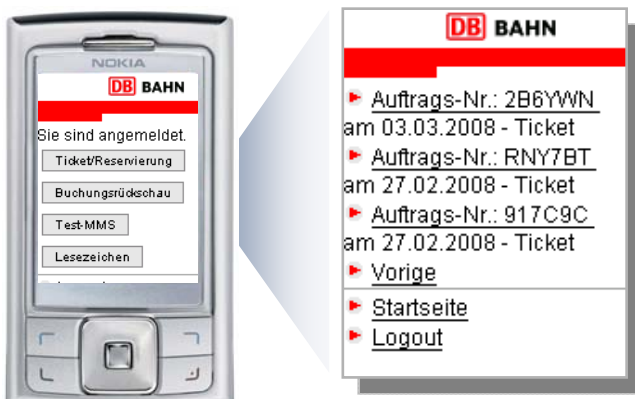 NOKIA
DB BAHN
Sie sind angemeldet.
Ticket/Reservierung
Buchungsrückschau
Test-MMS
Lesezeichen
DB BAHN
Auftrags-Nr.: 2B6YWN
am 03.03.2008 - Ticket
Auftrags-Nr.: RNY7BT
am 27.02.2008 - Ticket
Auftrags-Nr.: 917C9C
am 27.02.2008 - Ticket
Vorige
Startseite
Logout